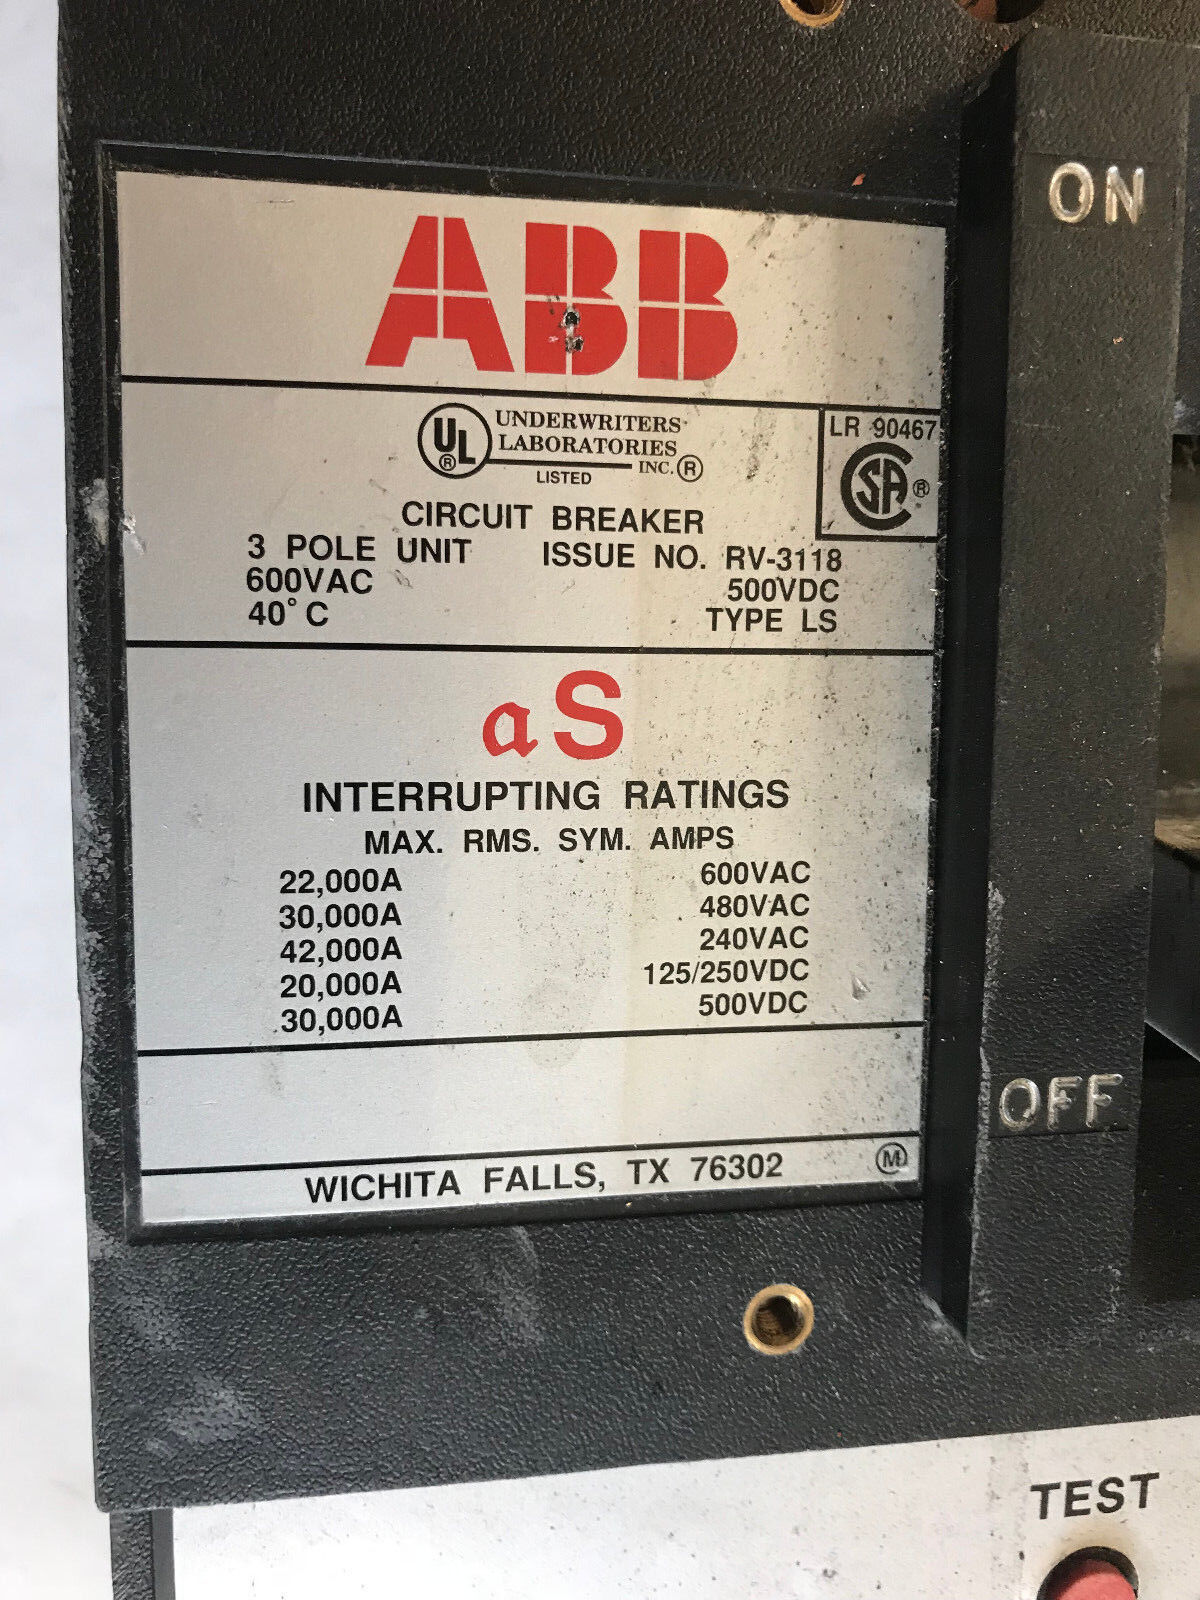 ON
ABB
UL ®
UNDERWRITERS
LABORATORIES
INC. ®
LISTED
LR 90467
CSA ®
CIRCUIT BREAKER
3 POLE UNIT ISSUE NO. RV-3118
600VAC 500VDC
40°C TYPE LS
aS
INTERRUPTING RATINGS
MAX. RMS. SYM. AMPS
22,000A 600VAC
30,000A 480VAC
42,000A 240VAC
20,000A 125/250VDC
30,000A 500VDC
OFF
WICHITA FALLS, TX 76302 Ⓜ
TEST